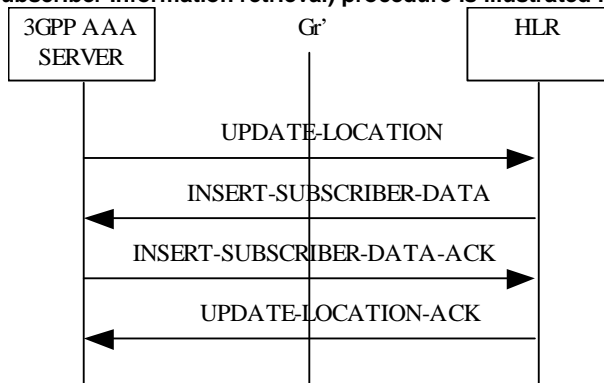 ubscriber information retrieval) procedure is illustrated
3GPP AAA SERVER
Gr’
HLR
UPDATE-LOCATION
INSERT-SUBSCRIBER-DATA
INSERT-SUBSCRIBER-DATA-ACK
UPDATE-LOCATION-ACK